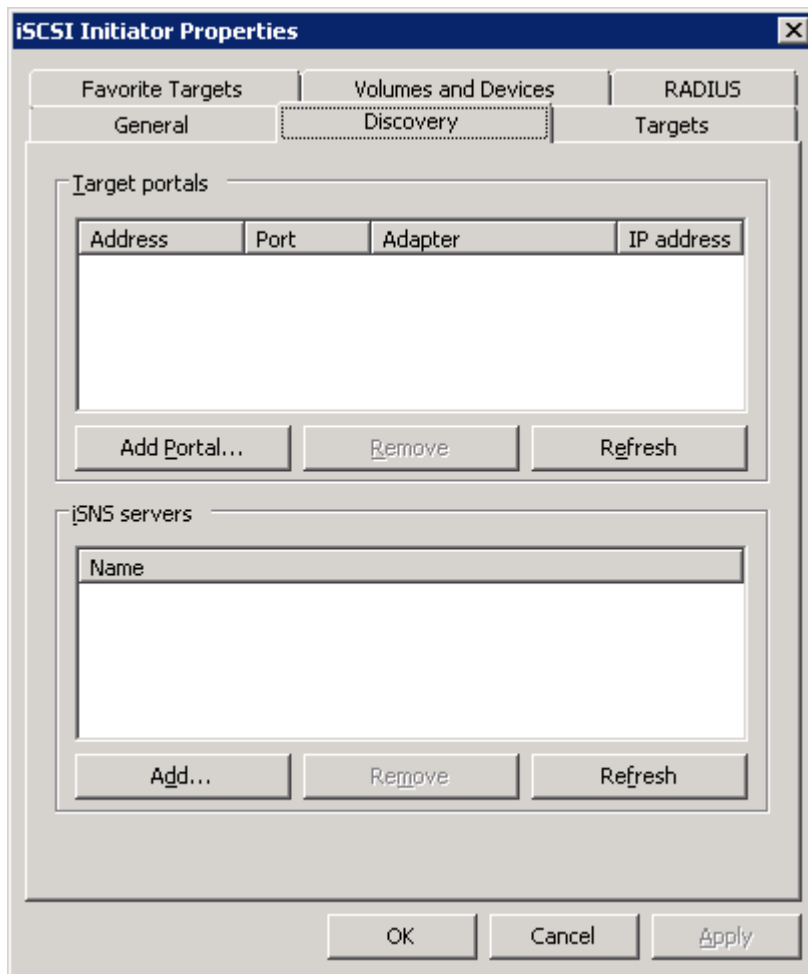 iSCSI Initiator Properties
Favorite Targets Volumes and Devices RADIUS
General Discovery Targets
Target portals
Address Port Adapter IP address
Add Portal... Remove Refresh
iSNS servers
Name
Add... Remove Refresh
OK Cancel Apply